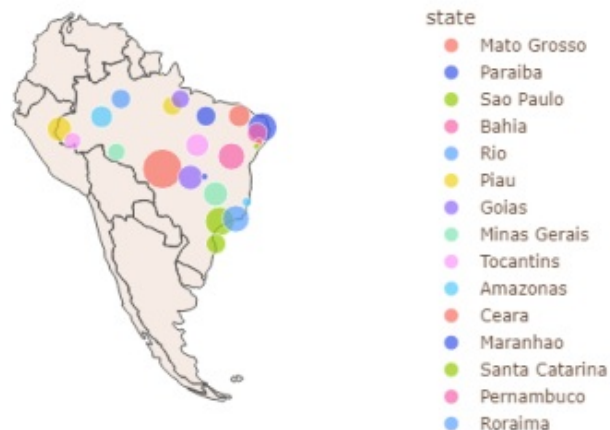 state
Mato Grosso
Paraiba
Sao Paulo
Bahia
Rio
Piau
Goias
Minas Gerais
Tocantins
Amazonas
Ceara
Maranhao
Santa Catarina
Pernambuco
Roraima